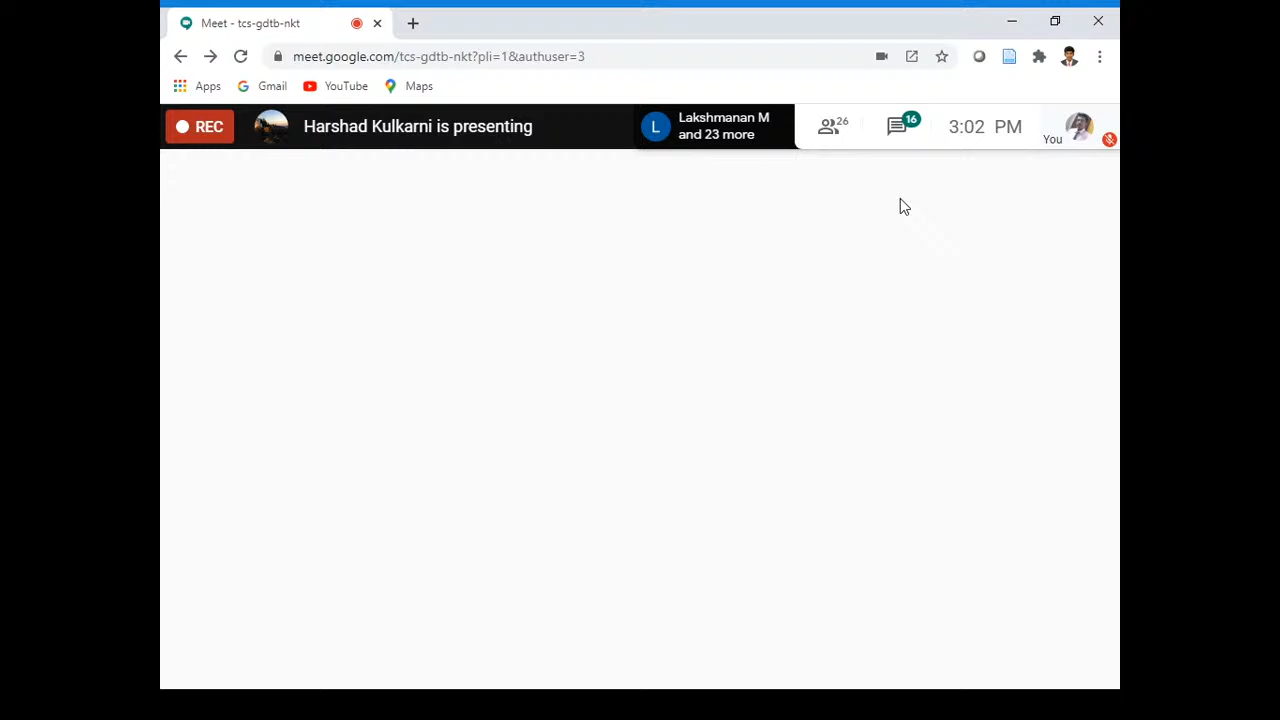 Meet - tcs-gdtb-nkt
meet.google.com/tcs-gdtb-nkt?pli=1&authuser=3
Apps Gmail YouTube Maps
REC Harshad Kulkarni is presenting
L Lakshmanan M
and 23 more
26
16
3:02 PM
You